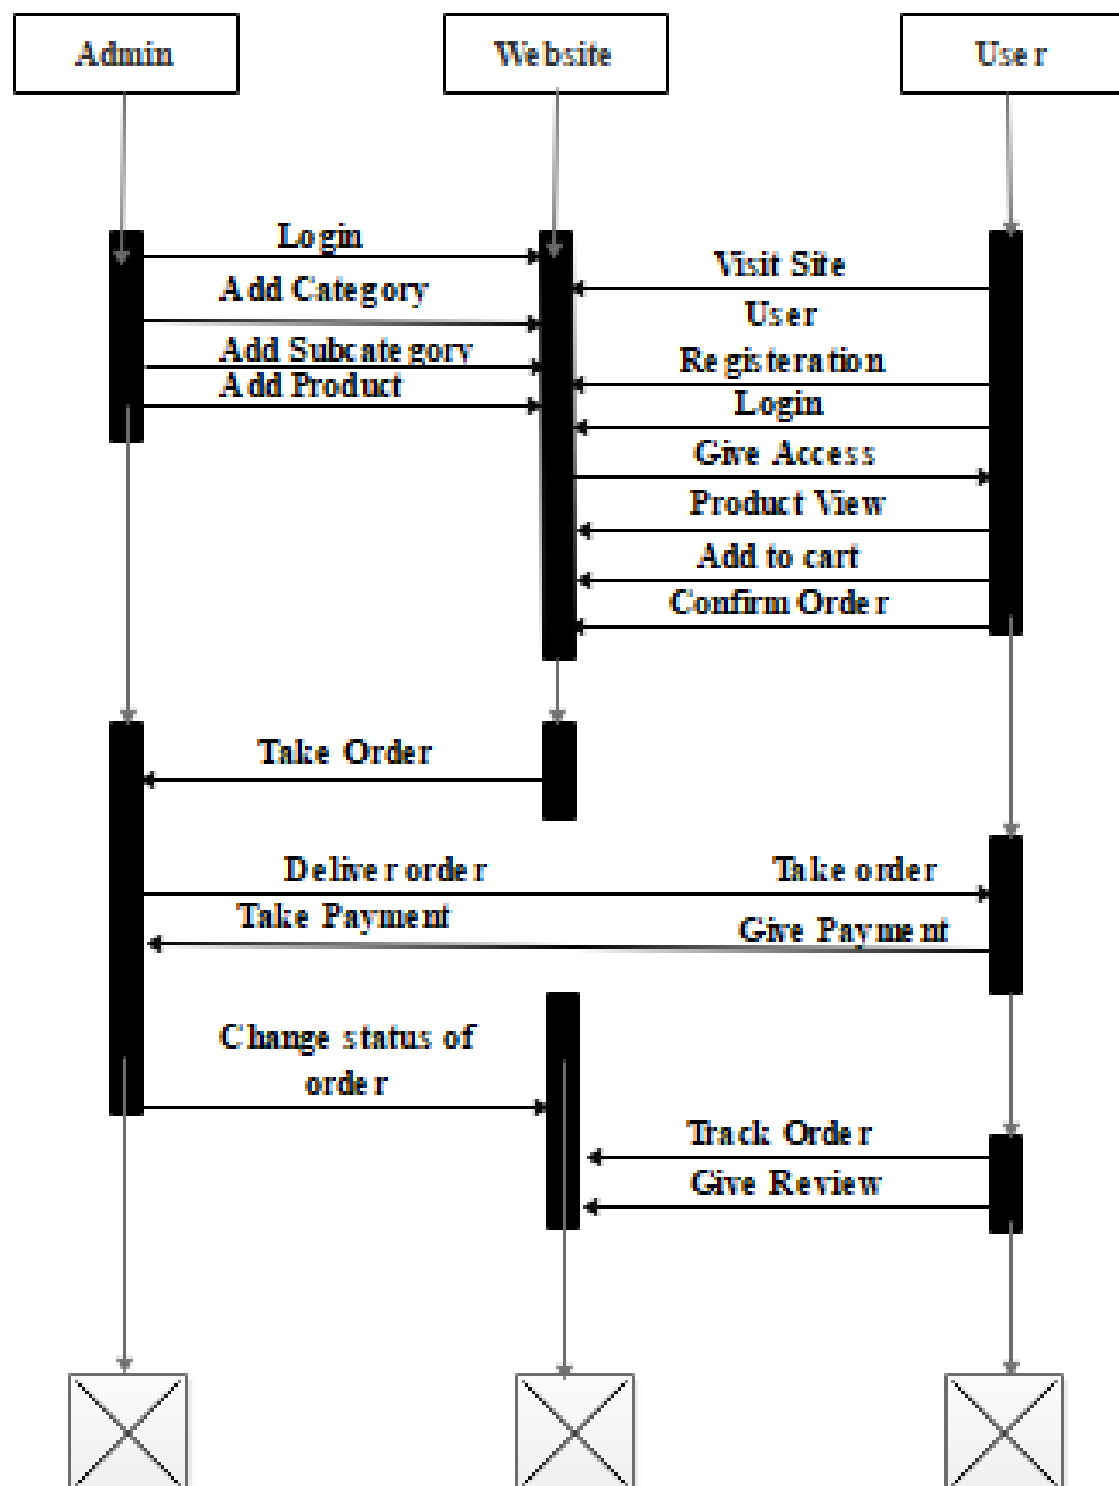 Admin
Website
User
Login
Visit Site
Add Category
User
Registeration
Add Subcategory
Add Product
Login
Give Access
Product View
Add to cart
Confirm Order
Take Order
Deliver order
Take order
Take Payment
Give Payment
Change status of
order
Track Order
Give Review